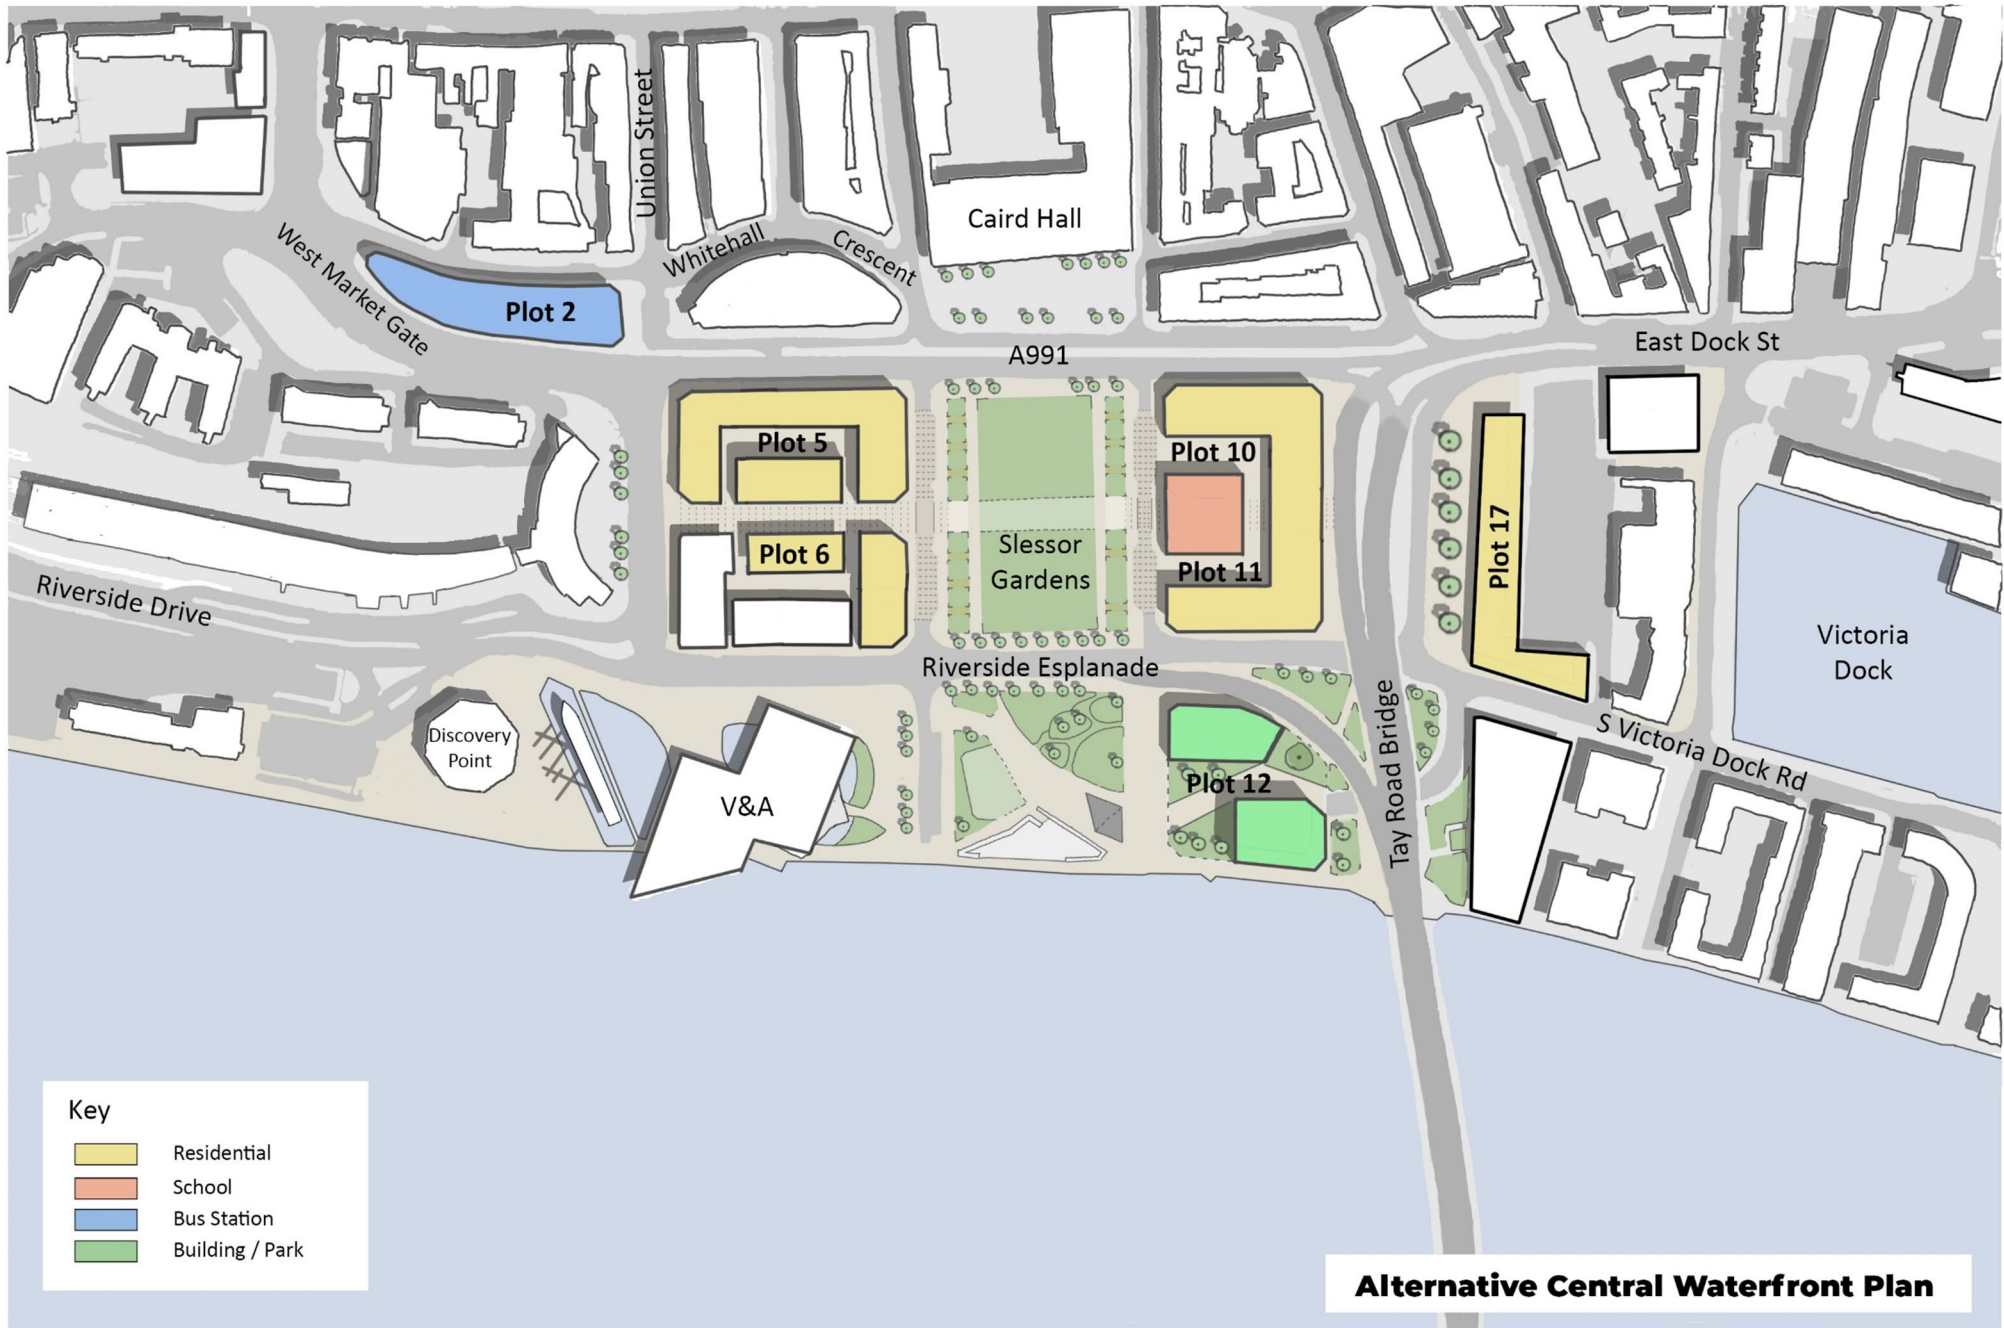 Union Street
Caird Hall
Whitehall
Crescent
West Market Gate
Plot 2
A991
East Dock St
Plot 5
Plot 10
Plot 17
Plot 6
Slessor
Gardens
Plot 11
Riverside Drive
Victoria
Dock
Riverside Esplanade
Discovery
Point
V&A
Plot 12
Tay Road Bridge
S Victoria Dock Rd
Key
Residential
School
Bus Station
Building / Park
Alternative Central Waterfront Plan